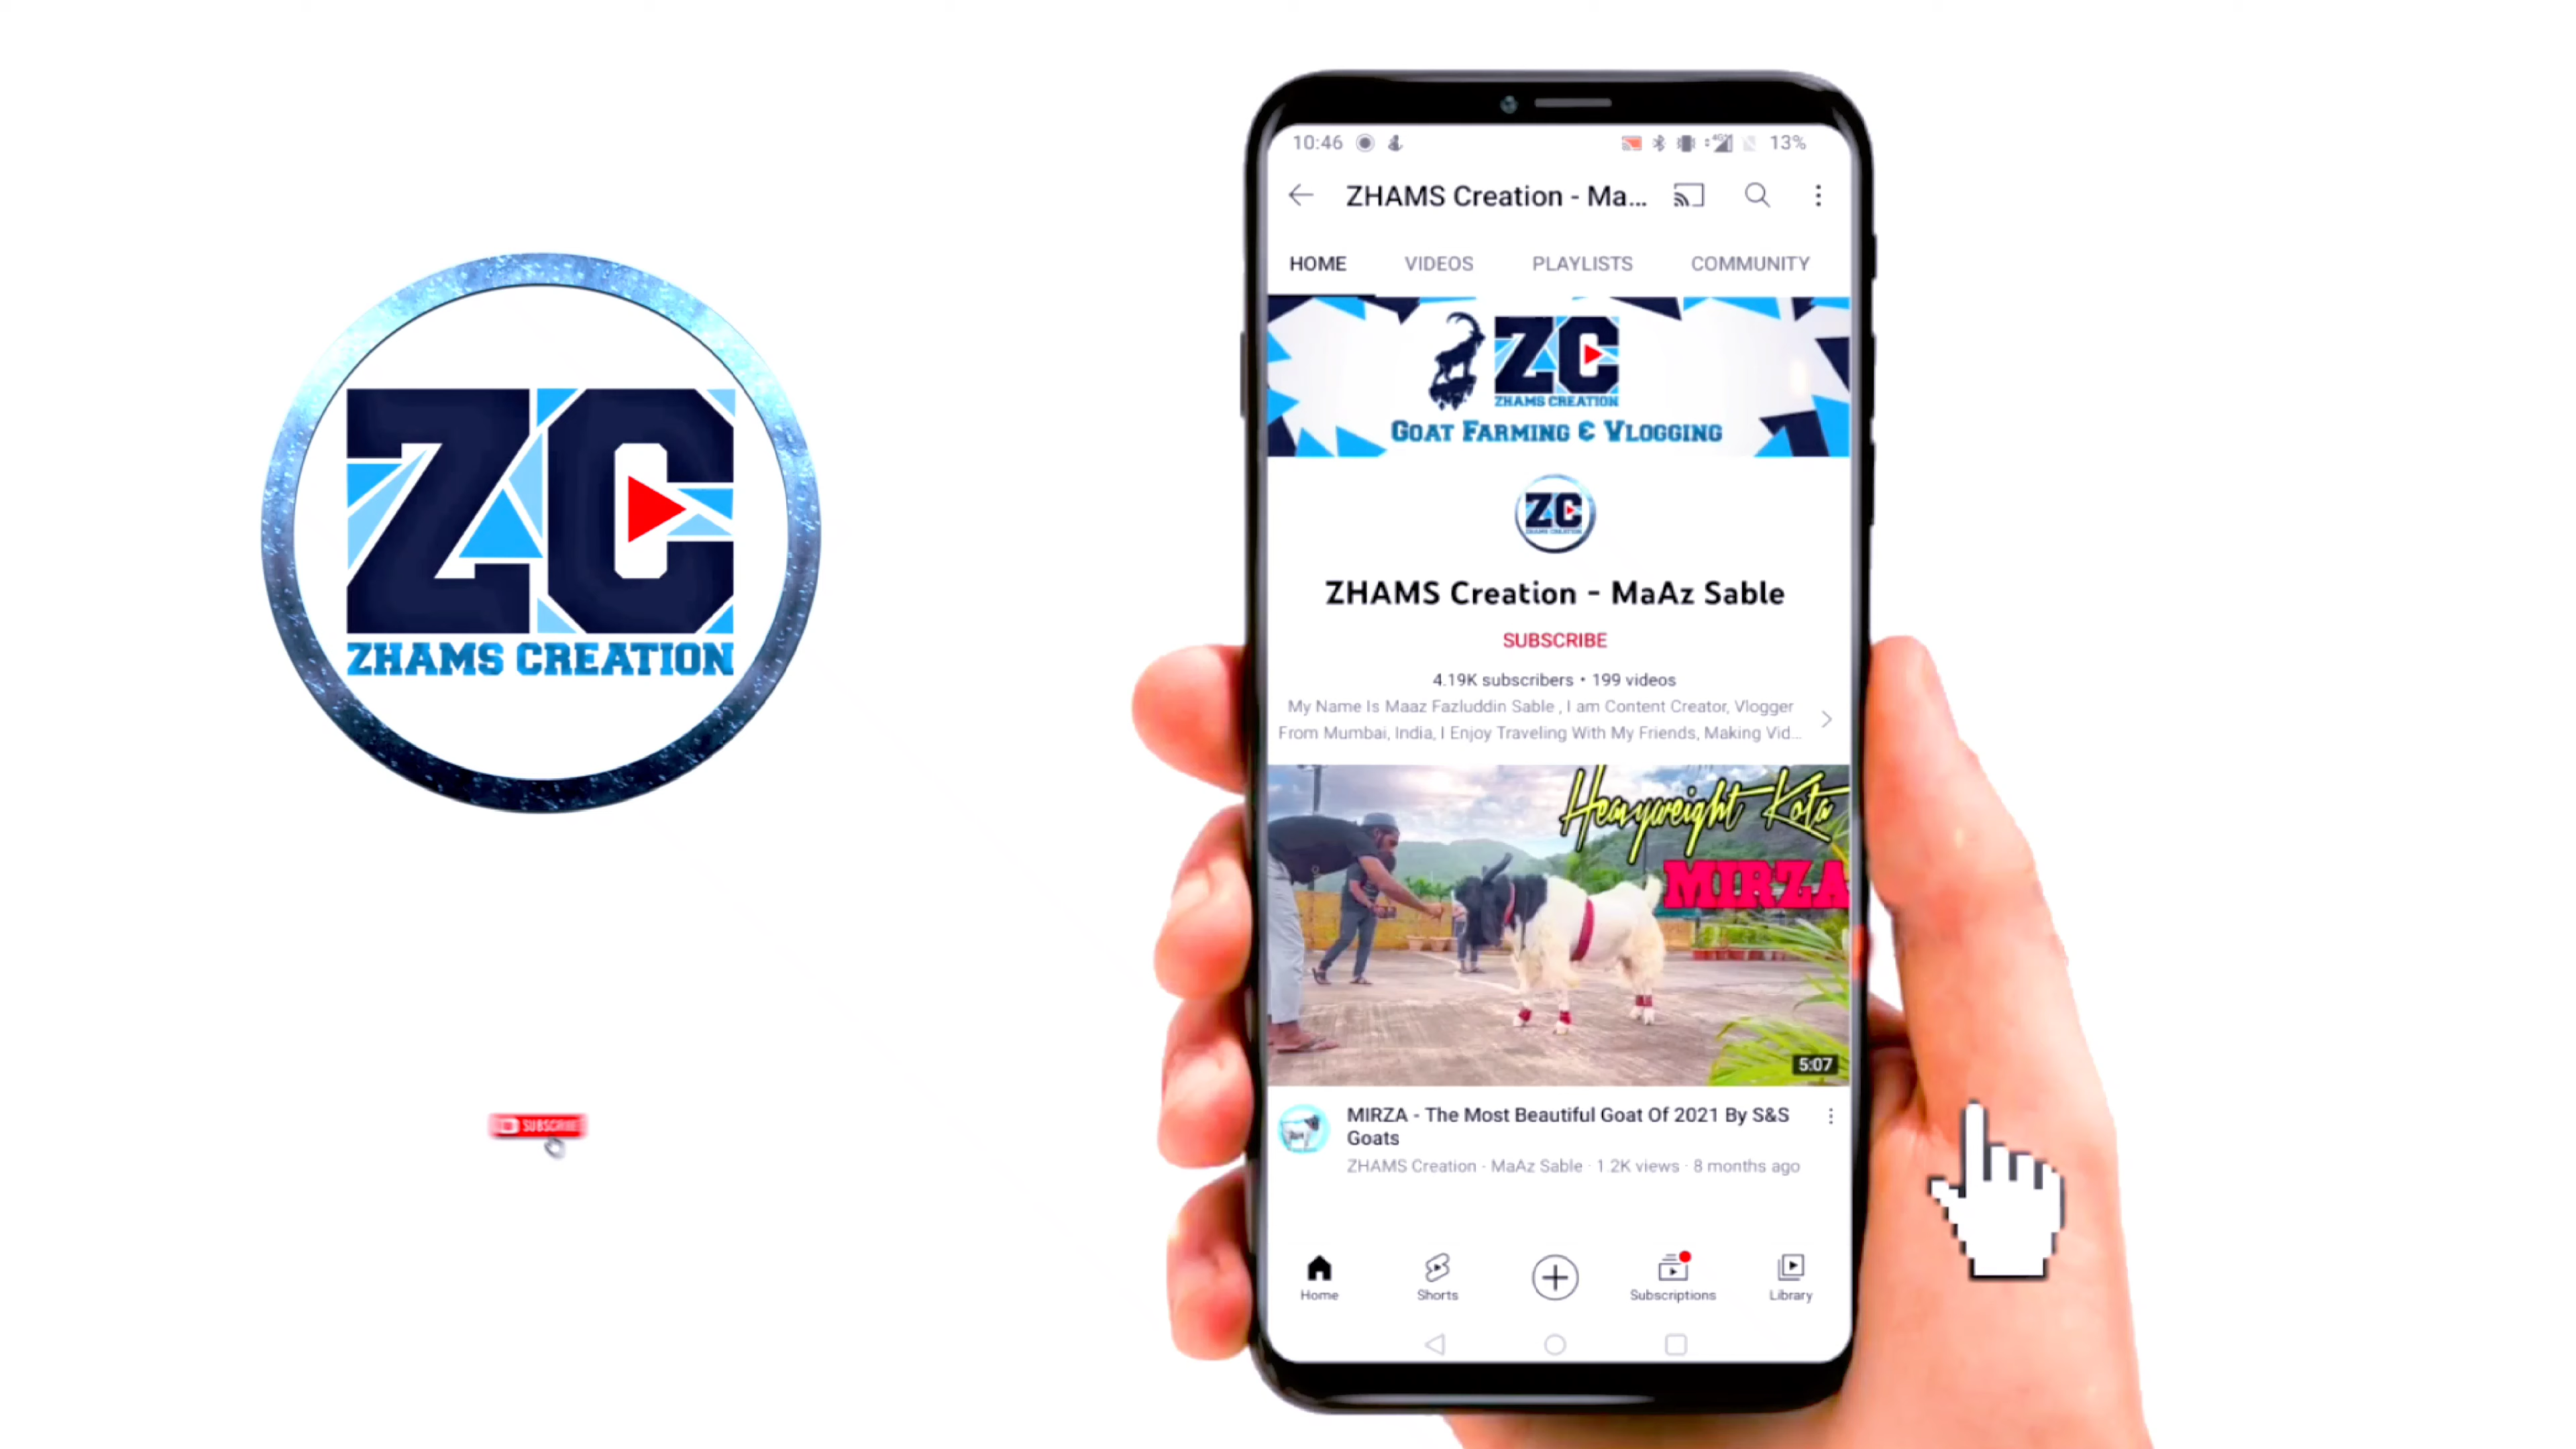 ZC
ZHAMS CREATION
SUBSCRIBE
10:46
4G
13%
ZHAMS Creation - Ma...
HOME VIDEOS PLAYLISTS COMMUNITY
ZC
ZHAMS CREATION
GOAT FARMING & VLOGGING
ZC
ZHAMS CREATION
ZHAMS Creation - MaAz Sable
SUBSCRIBE
4.19K subscribers • 199 videos
My Name Is Maaz Fazluddin Sable , I am Content Creator, Vlogger
From Mumbai, India, I Enjoy Traveling With My Friends, Making Vid...
Heavyweight Kota
MIRZA
5:07
MIRZA - The Most Beautiful Goat Of 2021 By S&S
Goats
ZHAMS Creation - MaAz Sable · 1.2K views · 8 months ago
Home Shorts Subscriptions Library